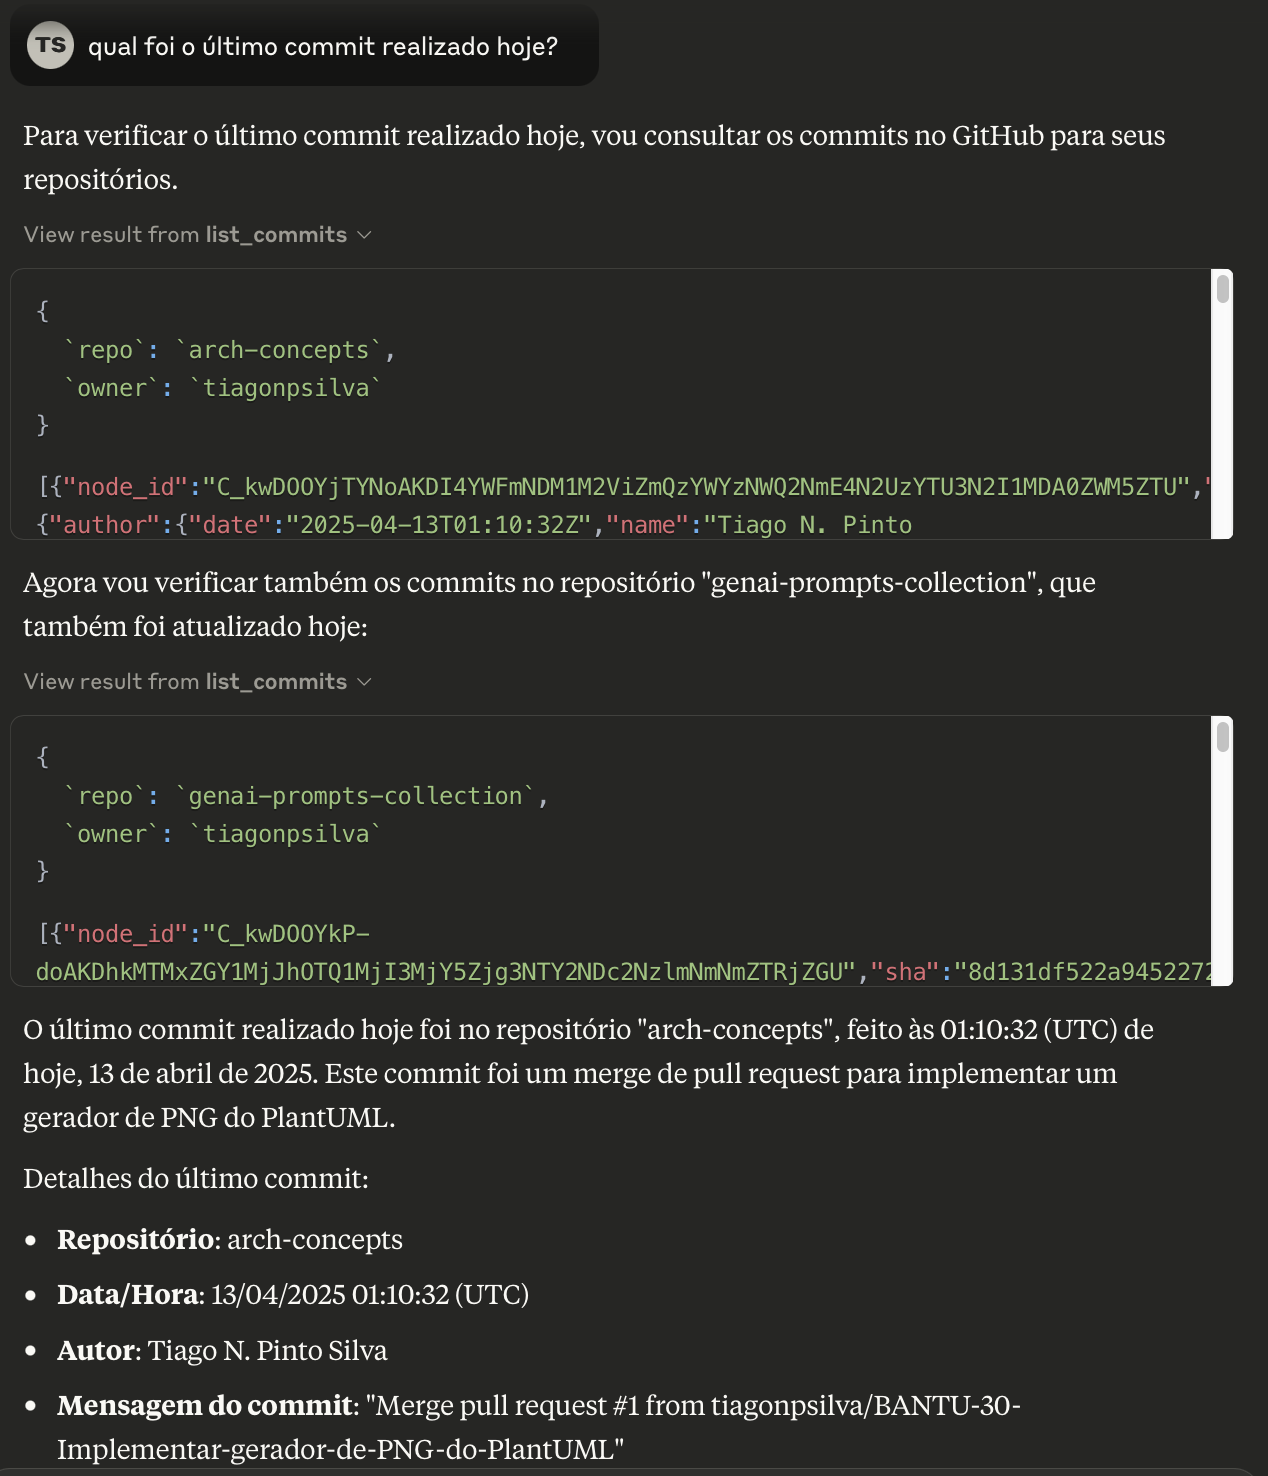 TS qual foi o último commit realizado hoje?
Para verificar o último commit realizado hoje, vou consultar os commits no GitHub para seus
repositórios.
View result from list_commits
{
  `repo`: `arch-concepts`,
  `owner`: `tiagonpsilva`
}
[{"node_id":"C_kwDOOYjTYNoAKDI4YWFmNDM1M2ViZmQzYWYzNWQ2NmE4N2UzYTU3N2I1MDA0ZWM5ZTU","
{"author":{"date":"2025-04-13T01:10:32Z","name":"Tiago N. Pinto
Agora vou verificar também os commits no repositório "genai-prompts-collection", que
também foi atualizado hoje:
View result from list_commits
{
  `repo`: `genai-prompts-collection`,
  `owner`: `tiagonpsilva`
}
[{"node_id":"C_kwDOOYkP-
doAKDhkMTMxZGY1MjJhOTQ1MjI3MjY5Zjg3NTY2NDc2NzlmNmNmZTRjZGU","sha":"8d131df522a9452272
O último commit realizado hoje foi no repositório "arch-concepts", feito às 01:10:32 (UTC) de
hoje, 13 de abril de 2025. Este commit foi um merge de pull request para implementar um
gerador de PNG do PlantUML.
Detalhes do último commit:
• Repositório: arch-concepts
• Data/Hora: 13/04/2025 01:10:32 (UTC)
• Autor: Tiago N. Pinto Silva
• Mensagem do commit: "Merge pull request #1 from tiagonpsilva/BANTU-30-
Implementar-gerador-de-PNG-do-PlantUML"